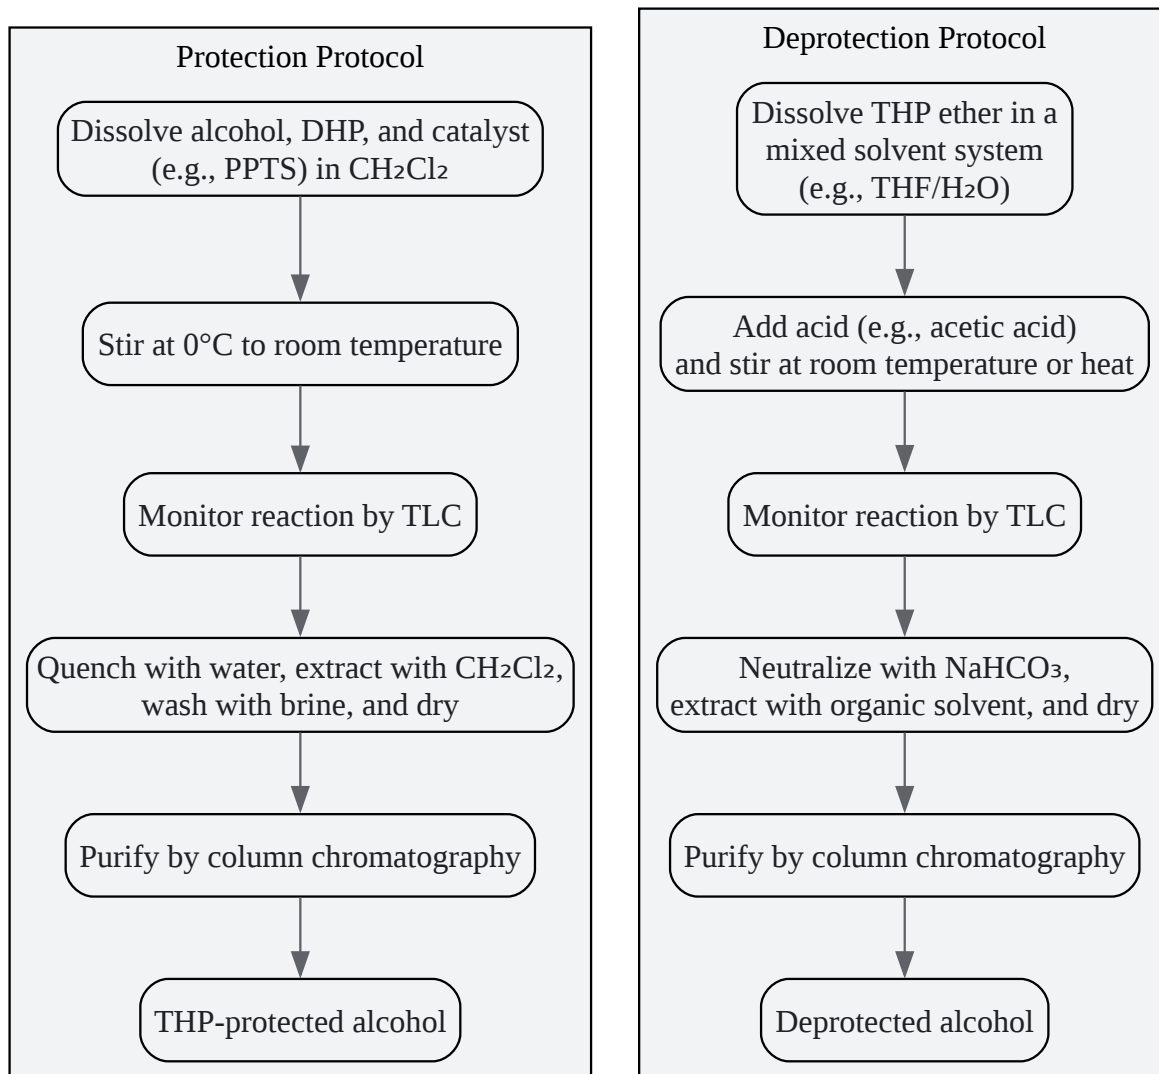 Protection Protocol
Dissolve alcohol, DHP, and catalyst
(e.g., PPTS) in CH₂Cl₂
Stir at 0°C to room temperature
Monitor reaction by TLC
Quench with water, extract with CH₂Cl₂,
wash with brine, and dry
Purify by column chromatography
THP-protected alcohol
Deprotection Protocol
Dissolve THP ether in a
mixed solvent system
(e.g., THF/H₂O)
Add acid (e.g., acetic acid)
and stir at room temperature or heat
Monitor reaction by TLC
Neutralize with NaHCO₃,
extract with organic solvent, and dry
Purify by column chromatography
Deprotected alcohol